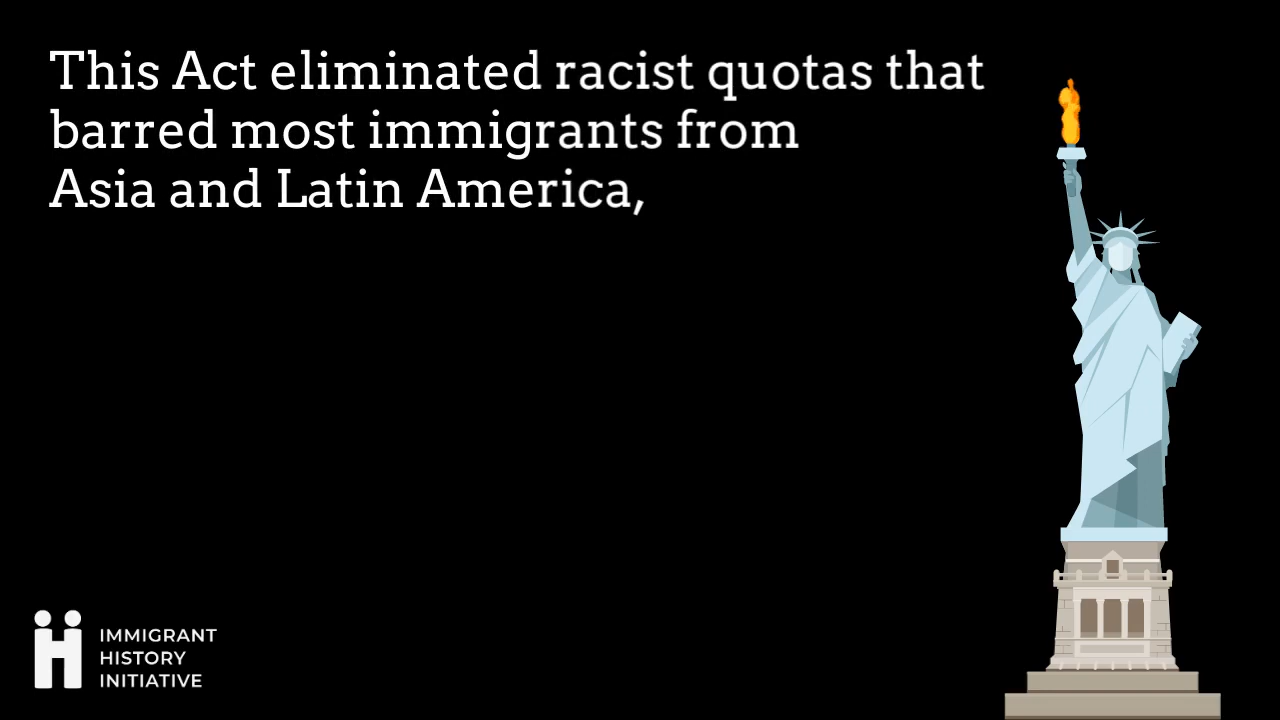 This Act eliminated racist quotas that
barred most immigrants from
Asia and Latin America,
IMMIGRANT
HISTORY
INITIATIVE